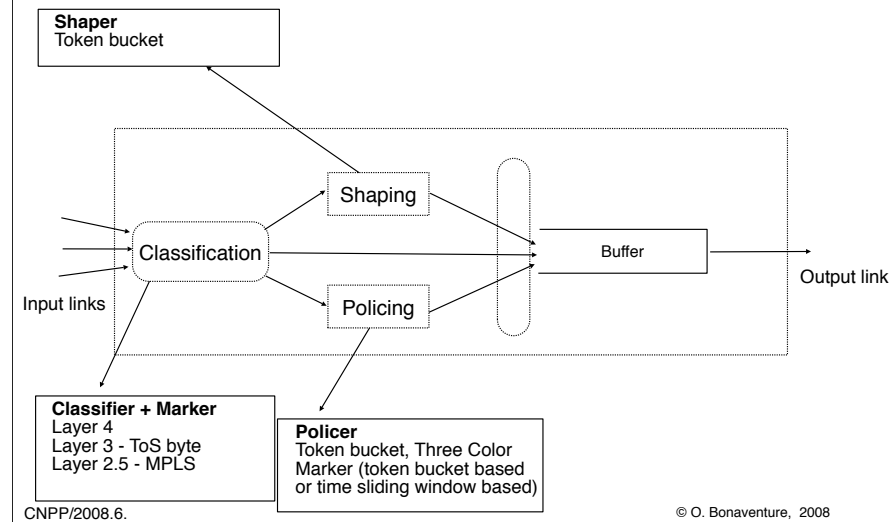 Shaper
Token bucket
Shaping
Classification
Buffer
Output link
Input links
Policing
Classifier + Marker
Layer 4
Layer 3 - ToS byte
Layer 2.5 - MPLS
Policer
Token bucket, Three Color
Marker (token bucket based
or time sliding window based)
CNPP/2008.6.
© O. Bonaventure, 2008